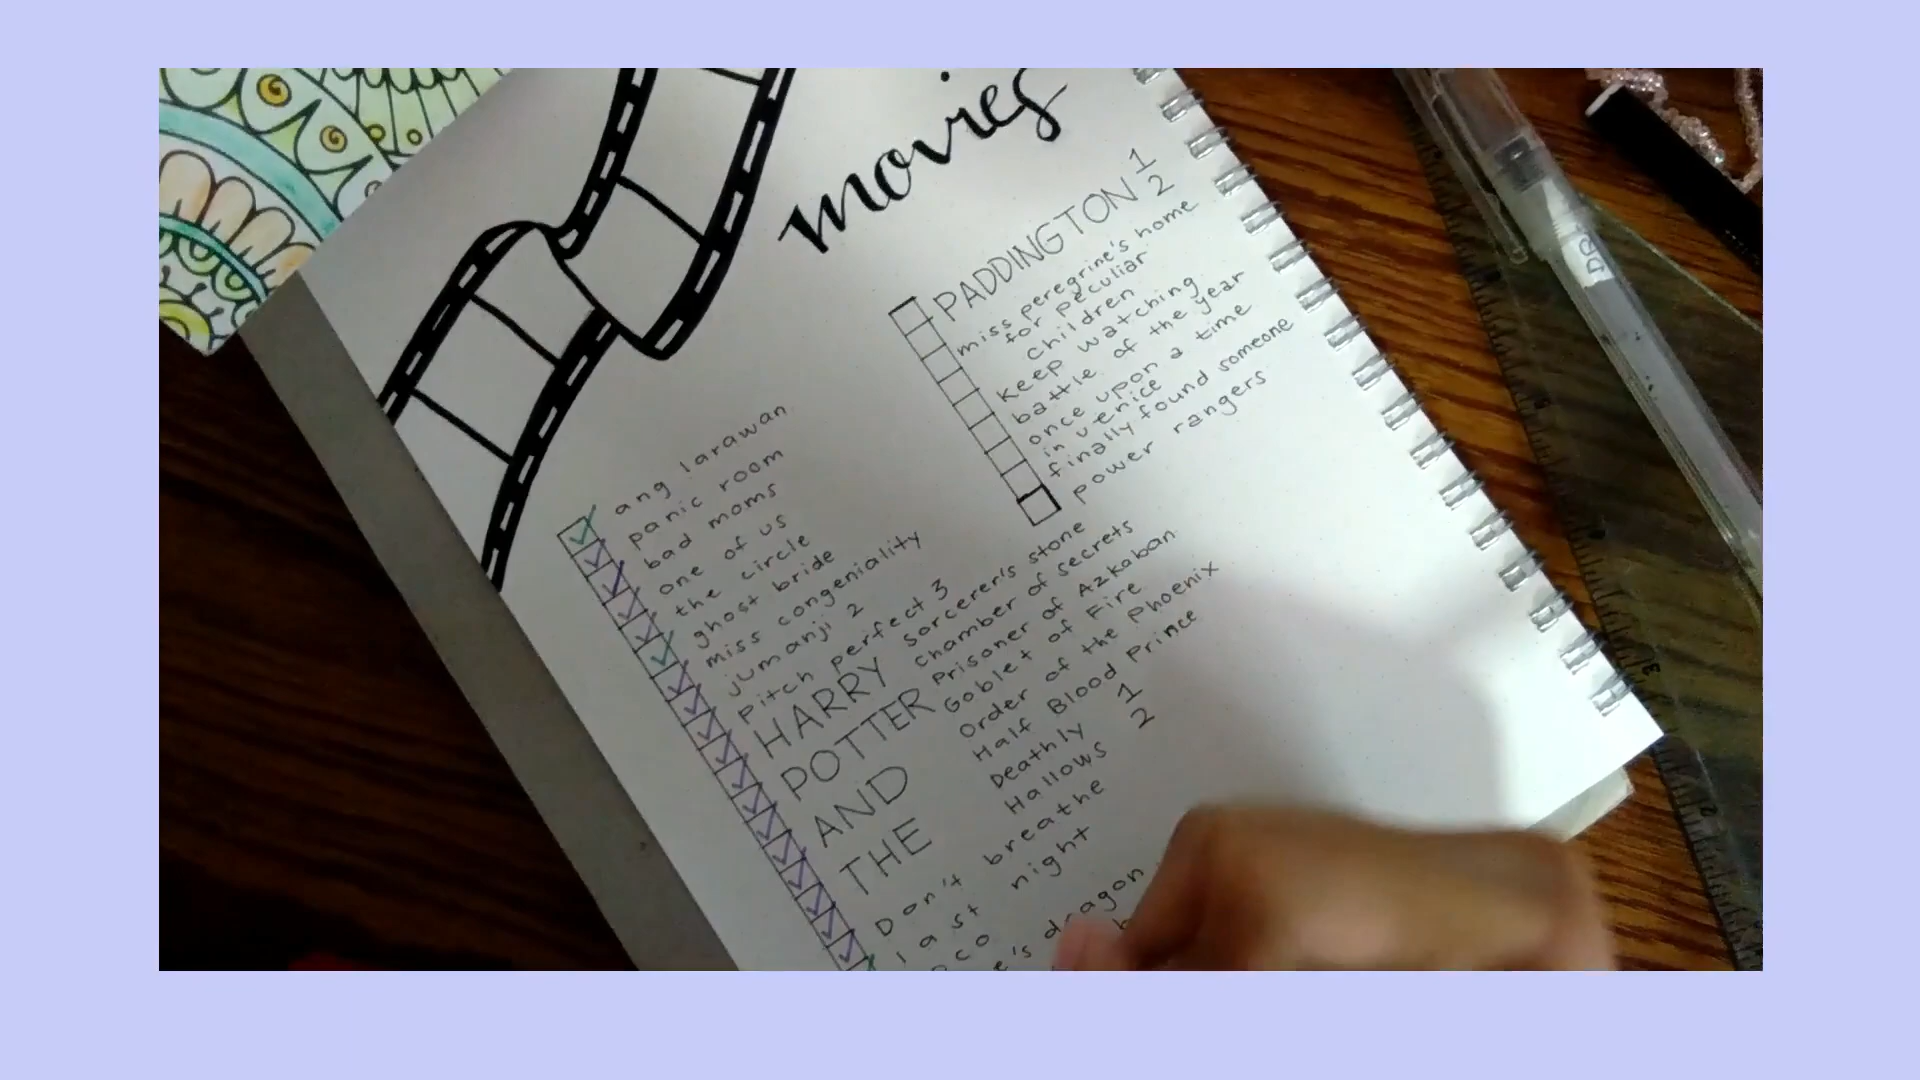 movies
PADDINGTON 1
2
miss peregrine's home
for peculiar
children
keep watching
battle of the year
once upon a time
in venice
finally found someone
power rangers
ang larawan
panic room
bad moms
one of us
the circle
ghost bride
miss congeniality
jumanji 2
pitch perfect 3
HARRY
POTTER
AND
THE
sorcerer's stone
chamber of secrets
Prisoner of Azkaban
Goblet of Fire
Order of the Phoenix
Half Blood Prince
Deathly 1
Hallows 2
Don't breathe
last night
dragon